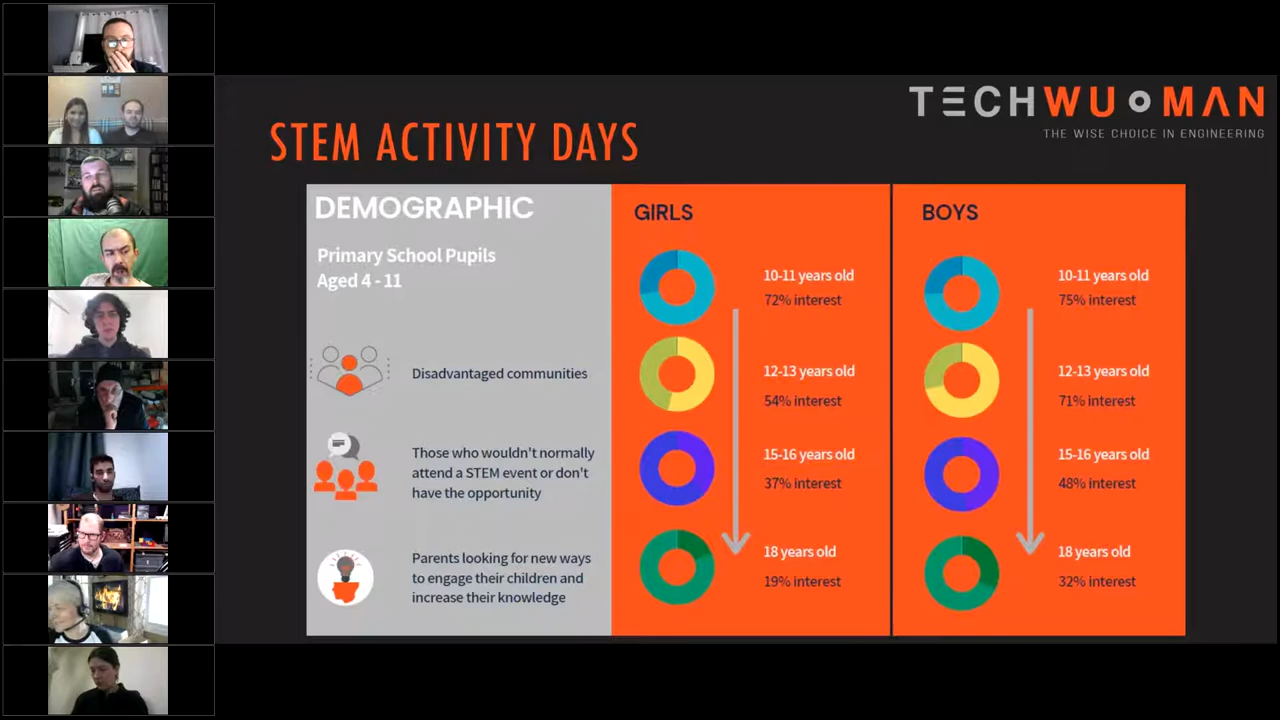 TECHWUOMAN
THE WISE CHOICE IN ENGINEERING
STEM ACTIVITY DAYS
DEMOGRAPHIC
Primary School Pupils
Aged 4 - 11
Disadvantaged communities
Those who wouldn't normally
attend a STEM event or don't
have the opportunity
Parents looking for new ways
to engage their children and
increase their knowledge
GIRLS
10-11 years old
72% interest
12-13 years old
54% interest
15-16 years old
37% interest
18 years old
19% interest
BOYS
10-11 years old
75% interest
12-13 years old
71% interest
15-16 years old
48% interest
18 years old
32% interest